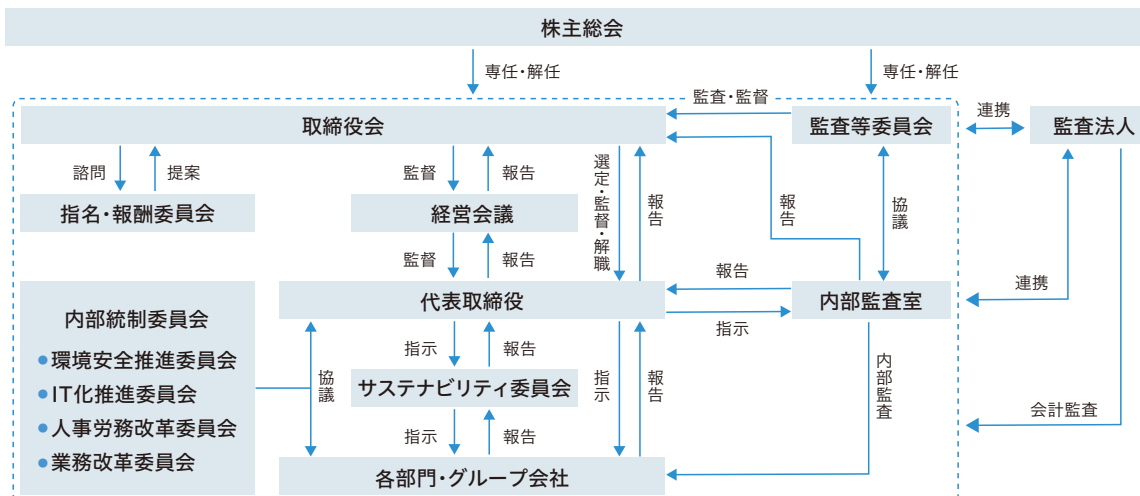 株主総会
専任・解任
専任・解任
監査・監督
取締役会
監査等委員会
連携
監査法人
諮問
提案
監督
報告
選定・監督・解職
報告
報告
協議
指名・報酬委員会
経営会議
監督
報告
報告
連携
代表取締役
内部監査室
指示
内部統制委員会
●環境安全推進委員会
●IT化推進委員会
●人事労務改革委員会
●業務改革委員会
協議
指示
報告
指示
報告
内部監査
サステナビリティ委員会
会計監査
指示
報告
各部門・グループ会社